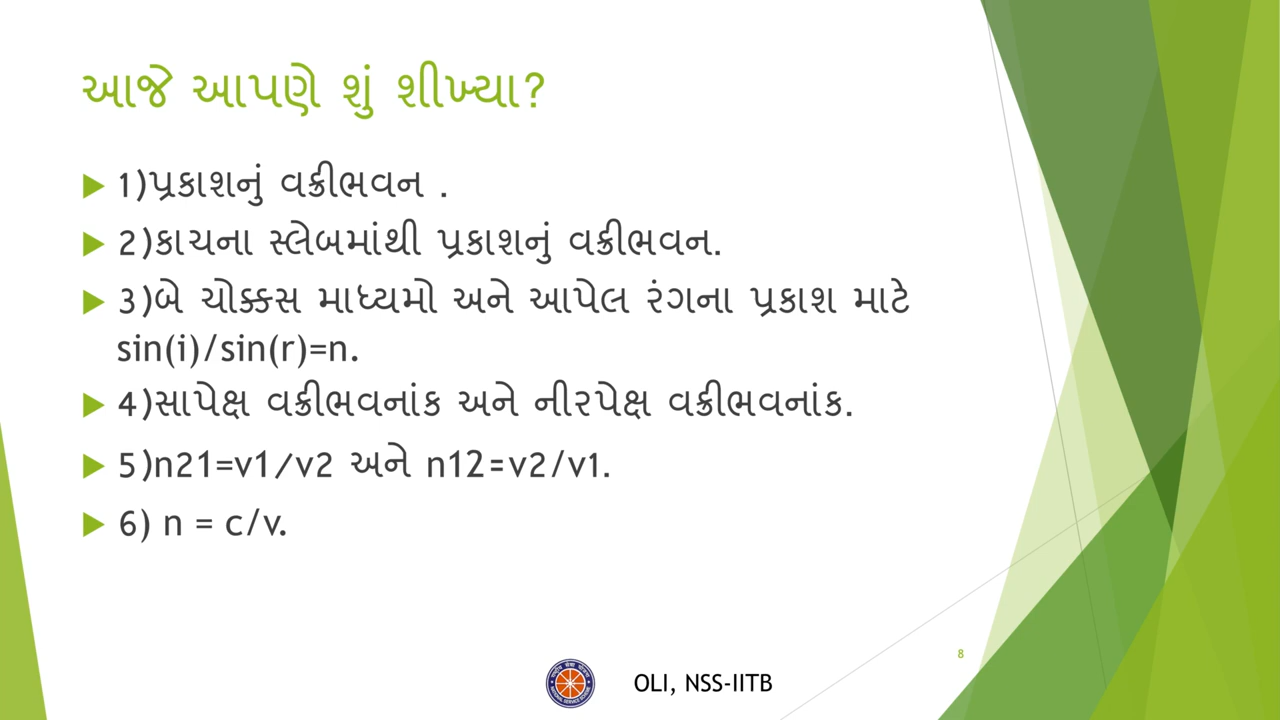 આજે આપણે શું શીખ્યા?
1)પ્રકાશનું વક્રીભવન .
2)કાચના સ્લેબમાંથી પ્રકાશનું વક્રીભવન.
3)બે ચોક્કસ માધ્યમો અને આપેલ રંગના પ્રકાશ માટે
sin(i)/sin(r)=n.
4)સાપેક્ષ વક્રીભવનાંક અને નીરપેક્ષ વક્રીભવનાંક.
5)n21=v1/v2 અને n12=v2/v1.
6) n = c/v.
8
OLI, NSS-IITB